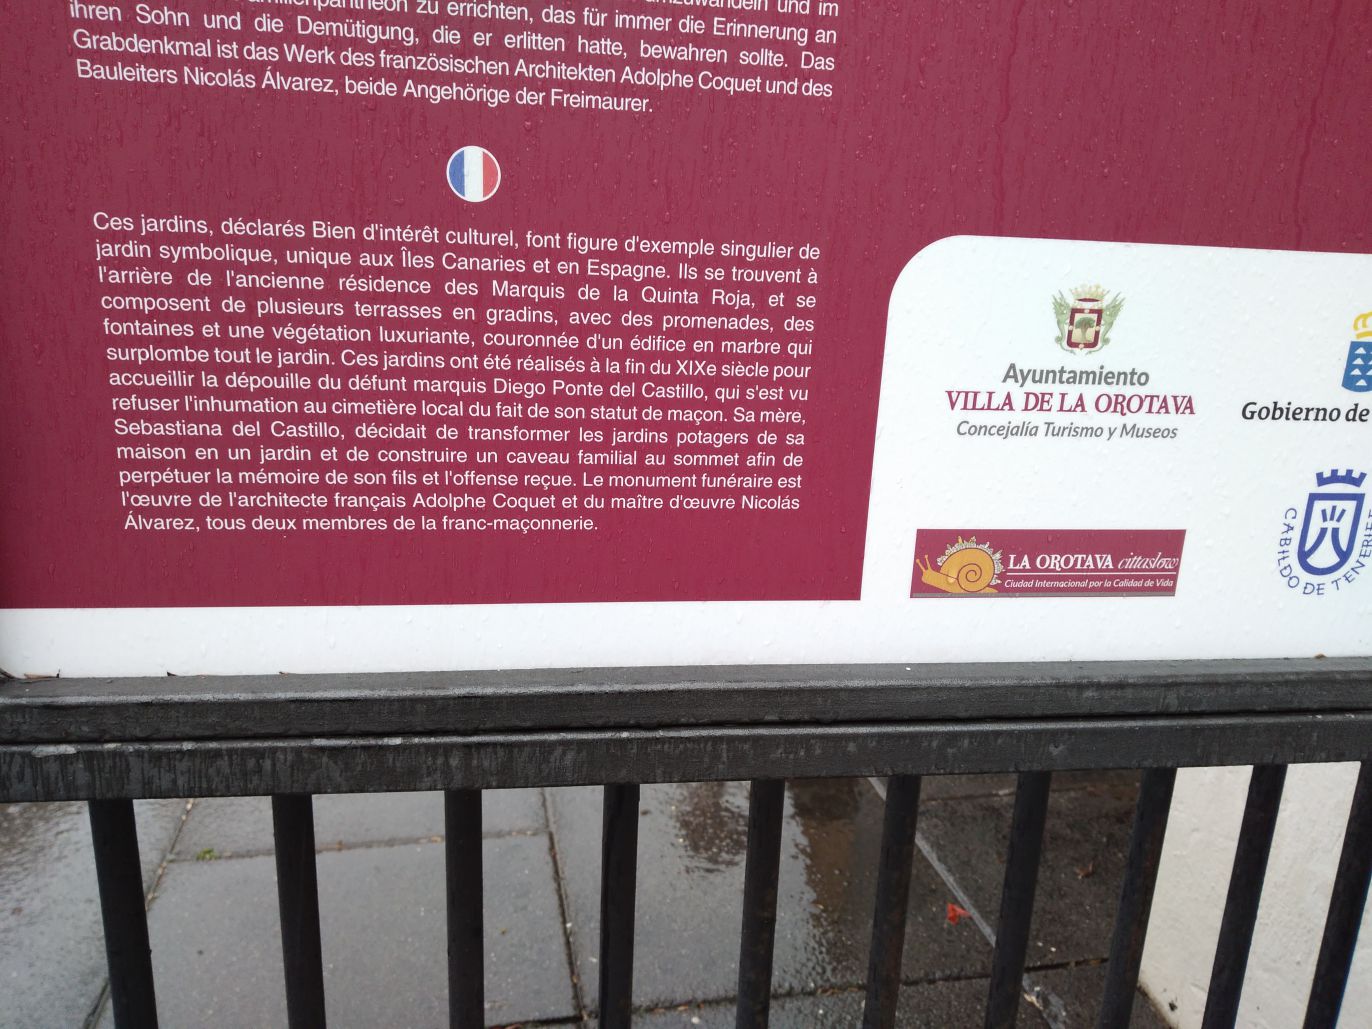 umzuwandeln und im
Familienpantheon zu errichten, das für immer die Erinnerung an
ihren Sohn und die Demütigung, die er erlitten hatte, bewahren sollte. Das
Grabdenkmal ist das Werk des französischen Architekten Adolphe Coquet und des
Bauleiters Nicolás Álvarez, beide Angehörige der Freimaurer.
Ces jardins, déclarés Bien d'intérêt culturel, font figure d'exemple singulier de
jardin symbolique, unique aux Îles Canaries et en Espagne. Ils se trouvent à
l'arrière de l'ancienne résidence des Marquis de la Quinta Roja, et se
composent de plusieurs terrasses en gradins, avec des promenades, des
fontaines et une végétation luxuriante, couronnée d'un édifice en marbre qui
surplombe tout le jardin. Ces jardins ont été réalisés à la fin du XIXe siècle pour
accueillir la dépouille du défunt marquis Diego Ponte del Castillo, qui s'est vu
refuser l'inhumation au cimetière local du fait de son statut de maçon. Sa mère,
Sebastiana del Castillo, décidait de transformer les jardins potagers de sa
maison en un jardin et de construire un caveau familial au sommet afin de
perpétuer la mémoire de son fils et l'offense reçue. Le monument funéraire est
l'œuvre de l'architecte français Adolphe Coquet et du maître d'œuvre Nicolás
Álvarez, tous deux membres de la franc-maçonnerie.
Ayuntamiento
VILLA DE LA OROTAVA
Concejalía Turismo y Museos
Gobierno de
LA OROTAVA cittaslow
Ciudad Internacional por la Calidad de Vida
CABILDO DE TENERIFE